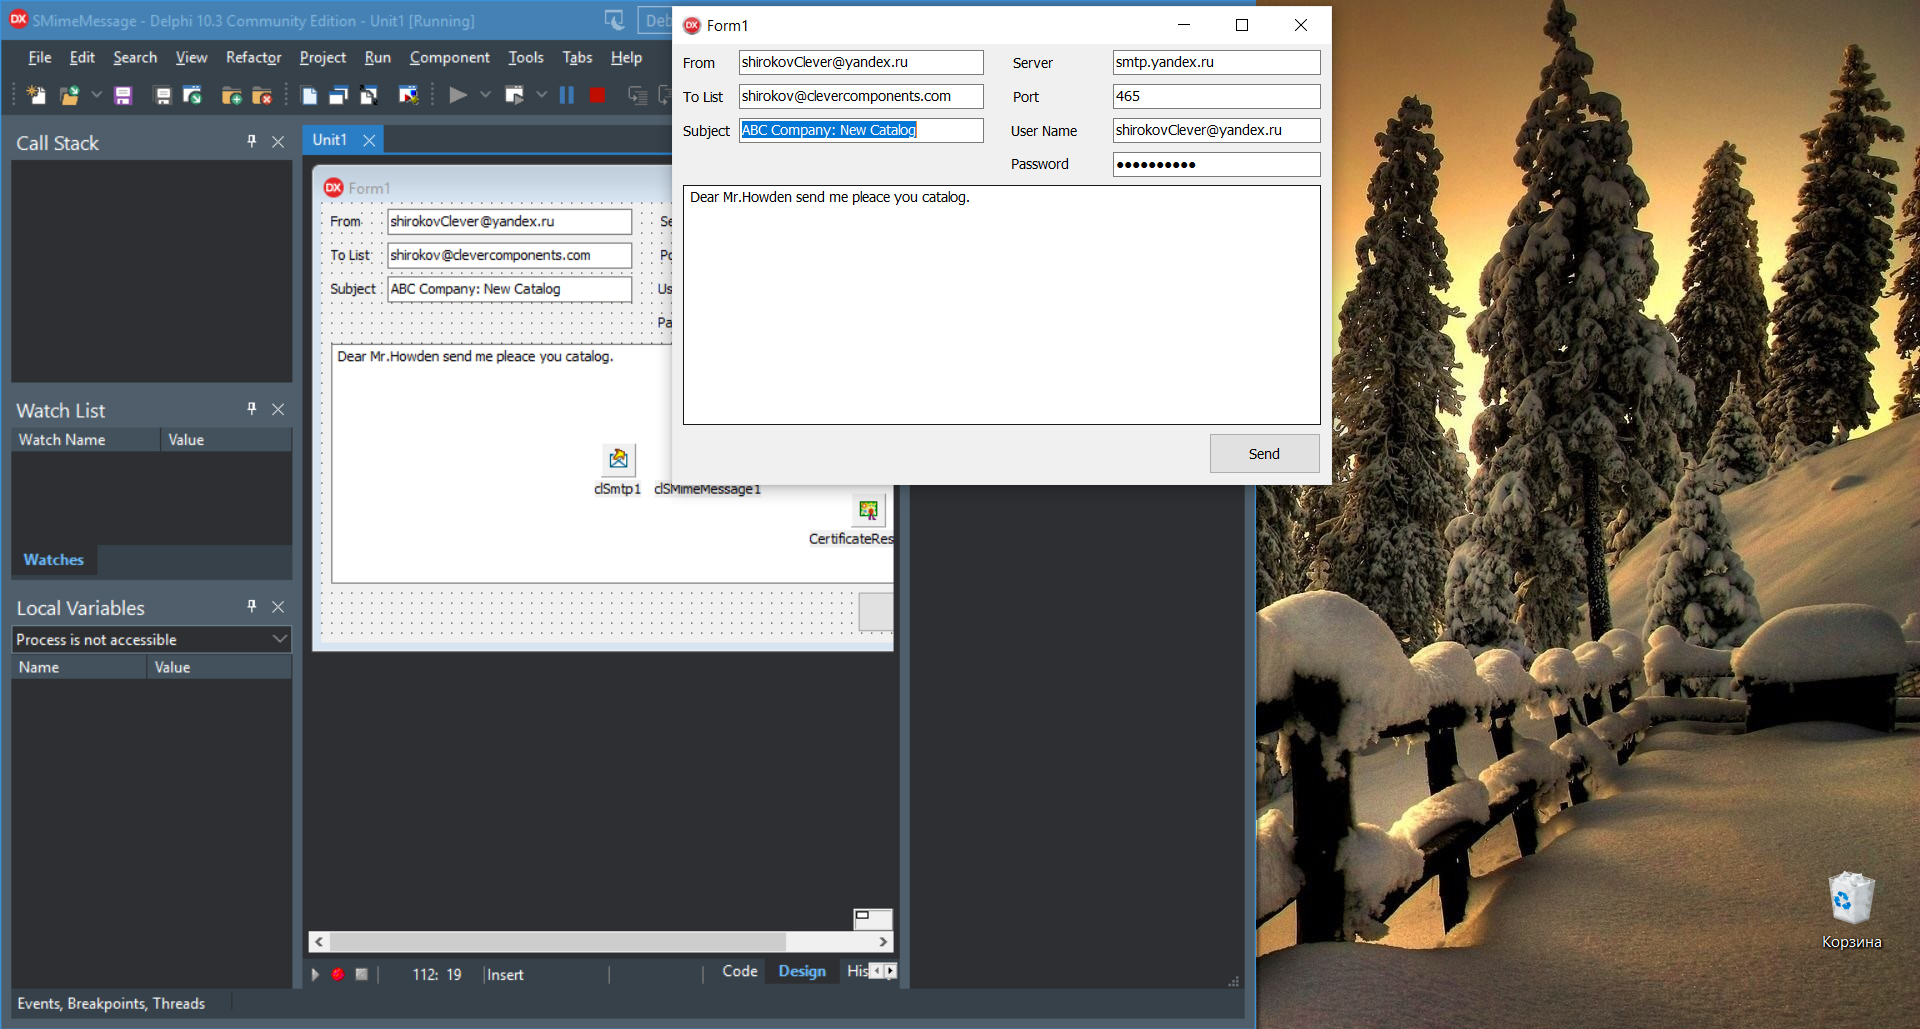 SMimeMessage - Delphi 10.3 Community Edition - Unit1 [Running]
Deb
File Edit Search View Refactor Project Run Component Tools Tabs Help
Call Stack
Watch List
Watch Name Value
Watches
Local Variables
Process is not accessible
Name Value
Events, Breakpoints, Threads
Unit1
DX Form1
From shirokovClever@yandex.ru Se
To List shirokov@clevercomponents.com Po
Subject ABC Company: New Catalog Us
Pa
Dear Mr.Howden send me pleace you catalog.
clSmtp1 clSMimeMessage1
CertificateRes
112: 19 Insert
Code Design His
DX Form1
From shirokovClever@yandex.ru Server smtp.yandex.ru
To List shirokov@clevercomponents.com Port 465
Subject ABC Company: New Catalog User Name shirokovClever@yandex.ru
Password ●●●●●●●●●●
Dear Mr.Howden send me pleace you catalog.
Send
Корзина